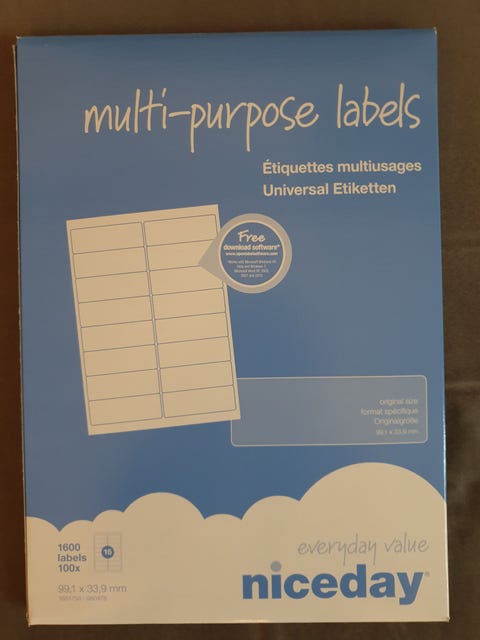 multi-purpose labels
Étiquettes multiusages
Universal Etiketten
Free
download software*
original size
format spécifique
Originalgröße
99,1 x 33,9 mm
1600
labels
100x
16
99,1 x 33,9 mm
everyday value
niceday®